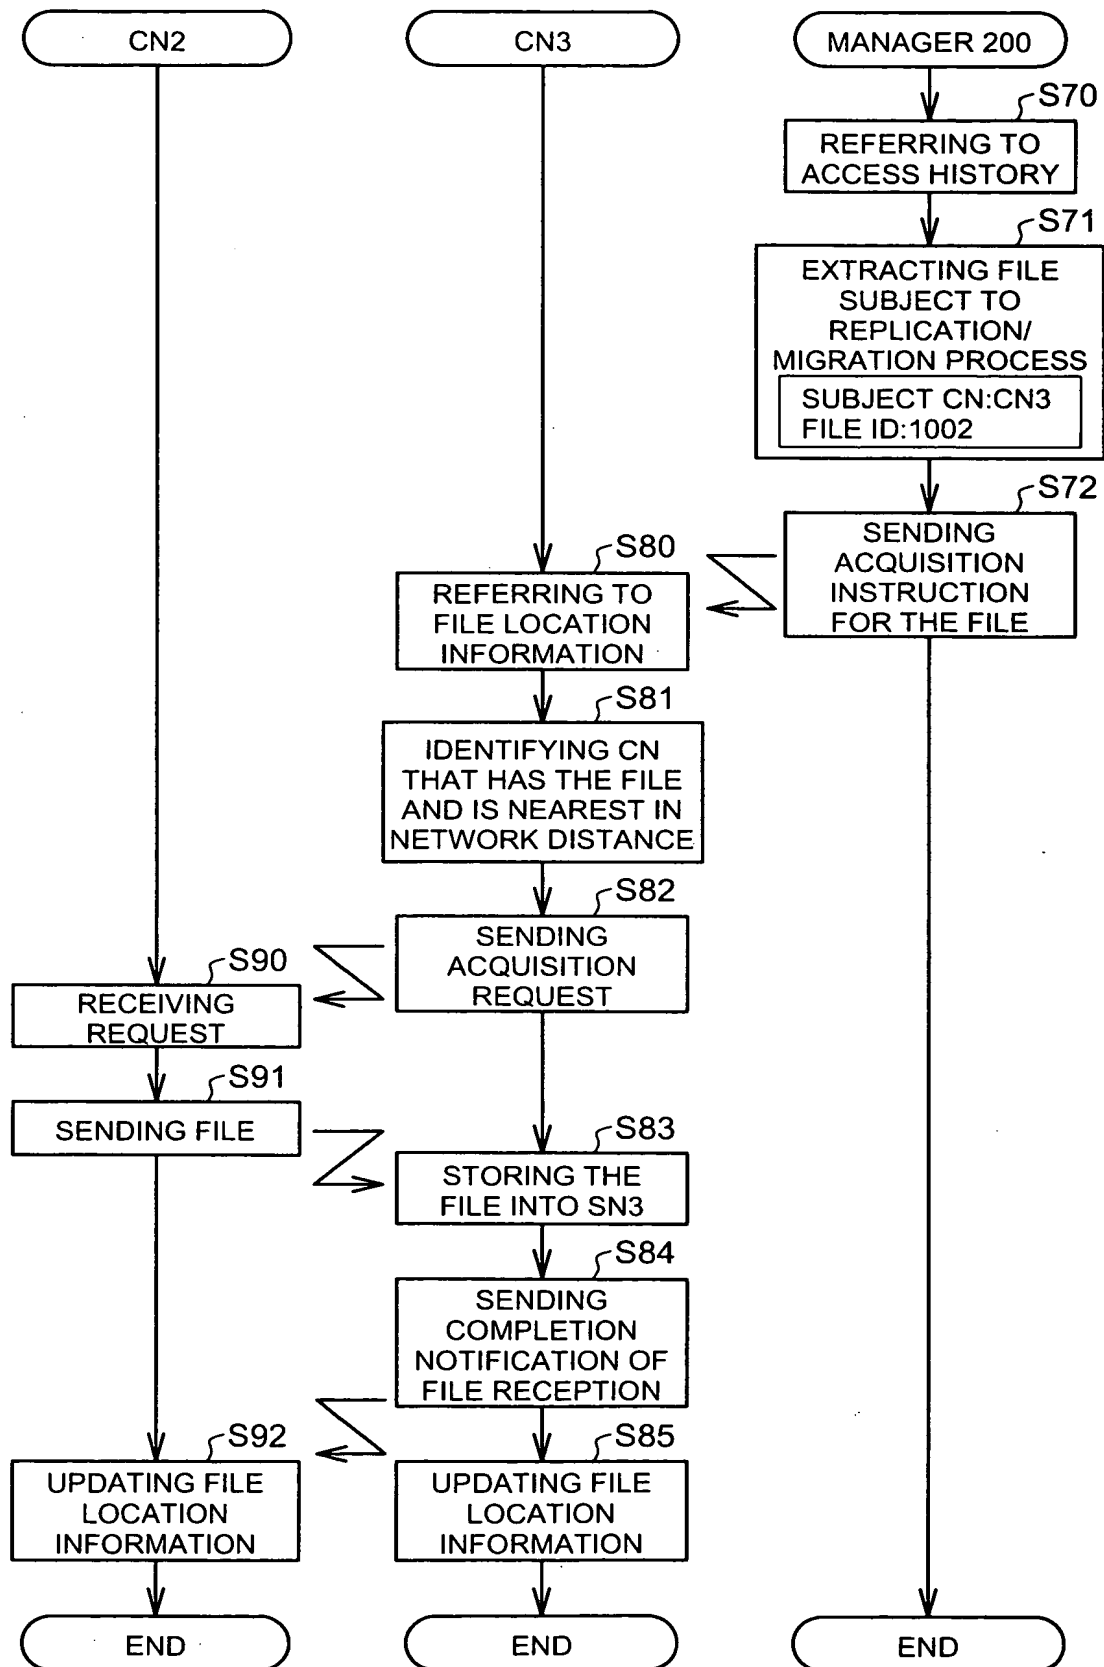 CN2
CN3
MANAGER 200
S70
REFERRING TO
ACCESS HISTORY
S71
EXTRACTING FILE
SUBJECT TO
REPLICATION/
MIGRATION PROCESS
SUBJECT CN:CN3
FILE ID:1002
S72
SENDING
ACQUISITION
INSTRUCTION
FOR THE FILE
S80
REFERRING TO
FILE LOCATION
INFORMATION
S81
IDENTIFYING CN
THAT HAS THE FILE
AND IS NEAREST IN
NETWORK DISTANCE
S82
SENDING
ACQUISITION
REQUEST
S90
RECEIVING
REQUEST
S91
SENDING FILE
S83
STORING THE
FILE INTO SN3
S84
SENDING
COMPLETION
NOTIFICATION OF
FILE RECEPTION
S92
UPDATING FILE
LOCATION
INFORMATION
S85
UPDATING FILE
LOCATION
INFORMATION
END
END
END